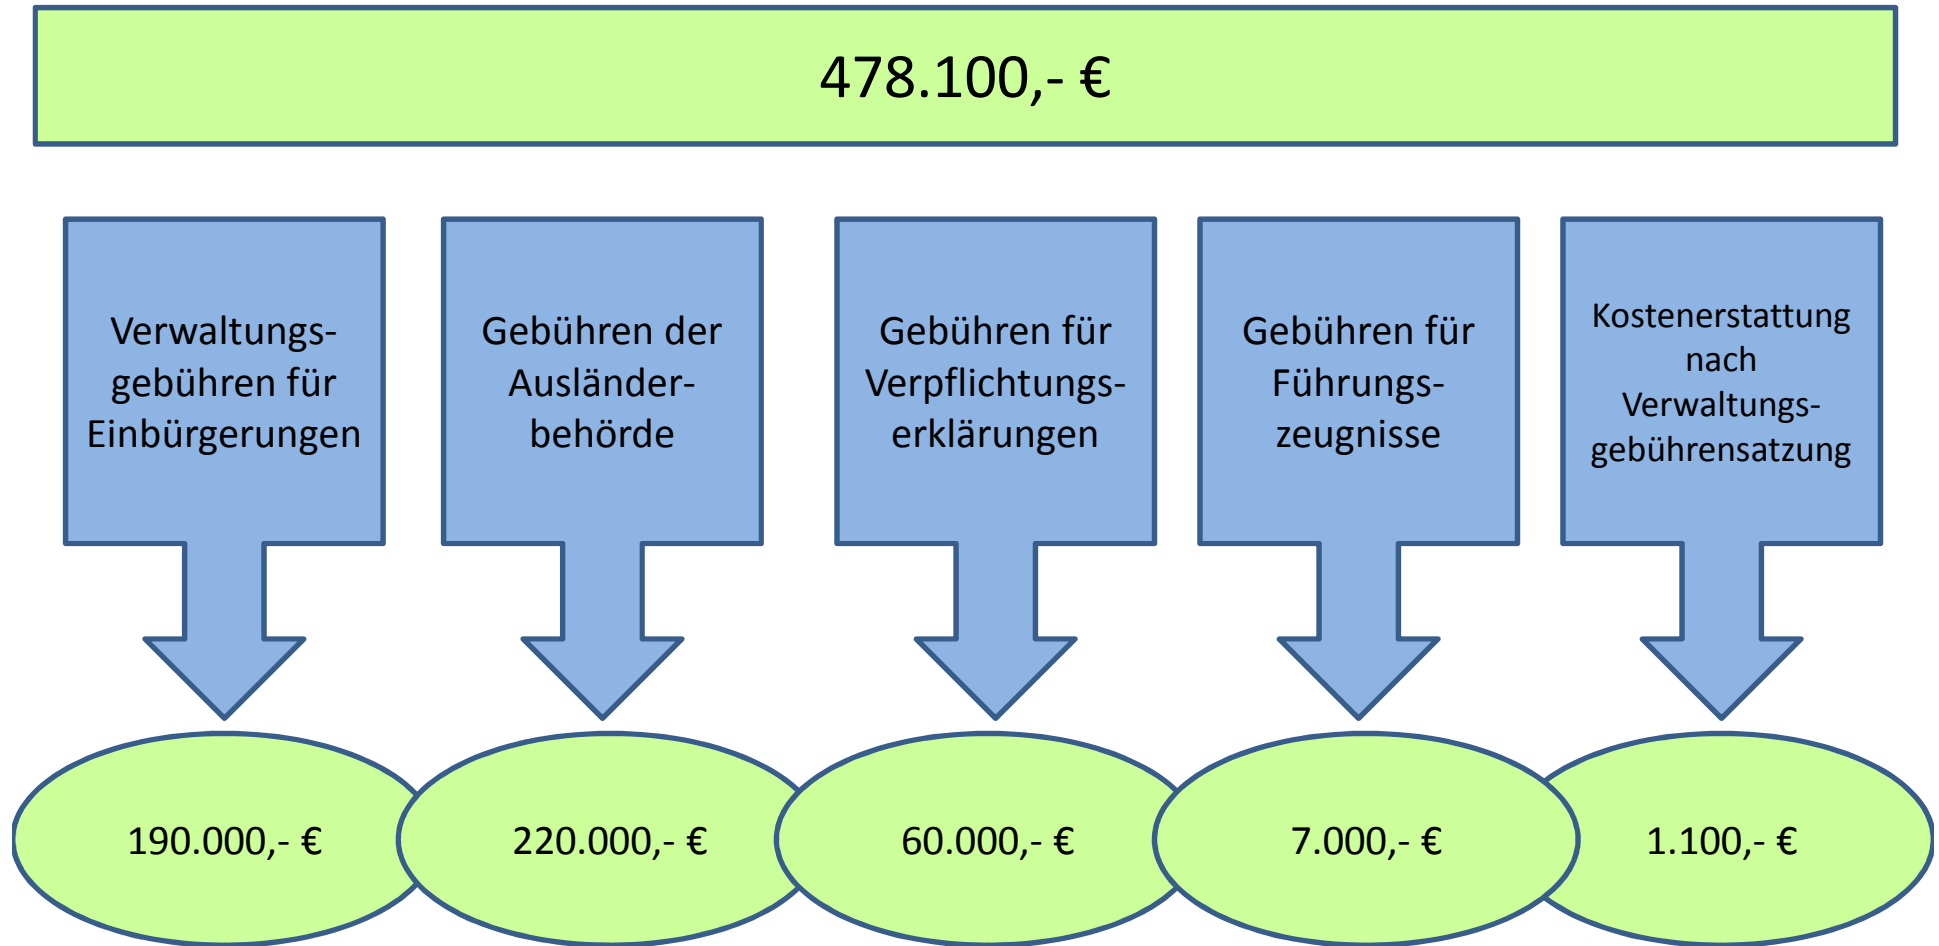 478.100,- €
Verwaltungs-
gebühren für
Einbürgerungen
Gebühren der
Ausländer-
behörde
Gebühren für
Verpflichtungs-
erklärungen
Gebühren für
Führungs-
zeugnisse
Kostenerstattung
nach
Verwaltungs-
gebührensatzung
190.000,- €
220.000,- €
60.000,- €
7.000,- €
1.100,- €